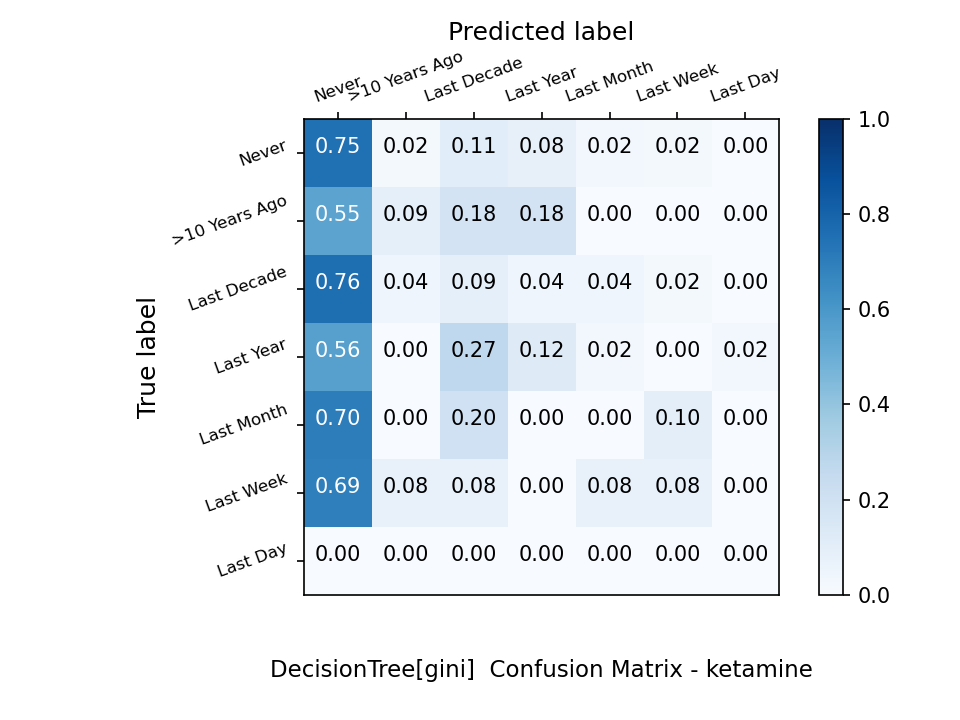 Predicted label
Never >10 Years Ago Last Decade Last Year Last Month Last Week Last Day
Never 0.75 0.02 0.11 0.08 0.02 0.02 0.00
>10 Years Ago 0.55 0.09 0.18 0.18 0.00 0.00 0.00
Last Decade 0.76 0.04 0.09 0.04 0.04 0.02 0.00
Last Year 0.56 0.00 0.27 0.12 0.02 0.00 0.02
Last Month 0.70 0.00 0.20 0.00 0.00 0.10 0.00
Last Week 0.69 0.08 0.08 0.00 0.08 0.08 0.00
Last Day 0.00 0.00 0.00 0.00 0.00 0.00 0.00
True label
1.0
0.8
0.6
0.4
0.2
0.0
DecisionTree[gini]  Confusion Matrix - ketamine